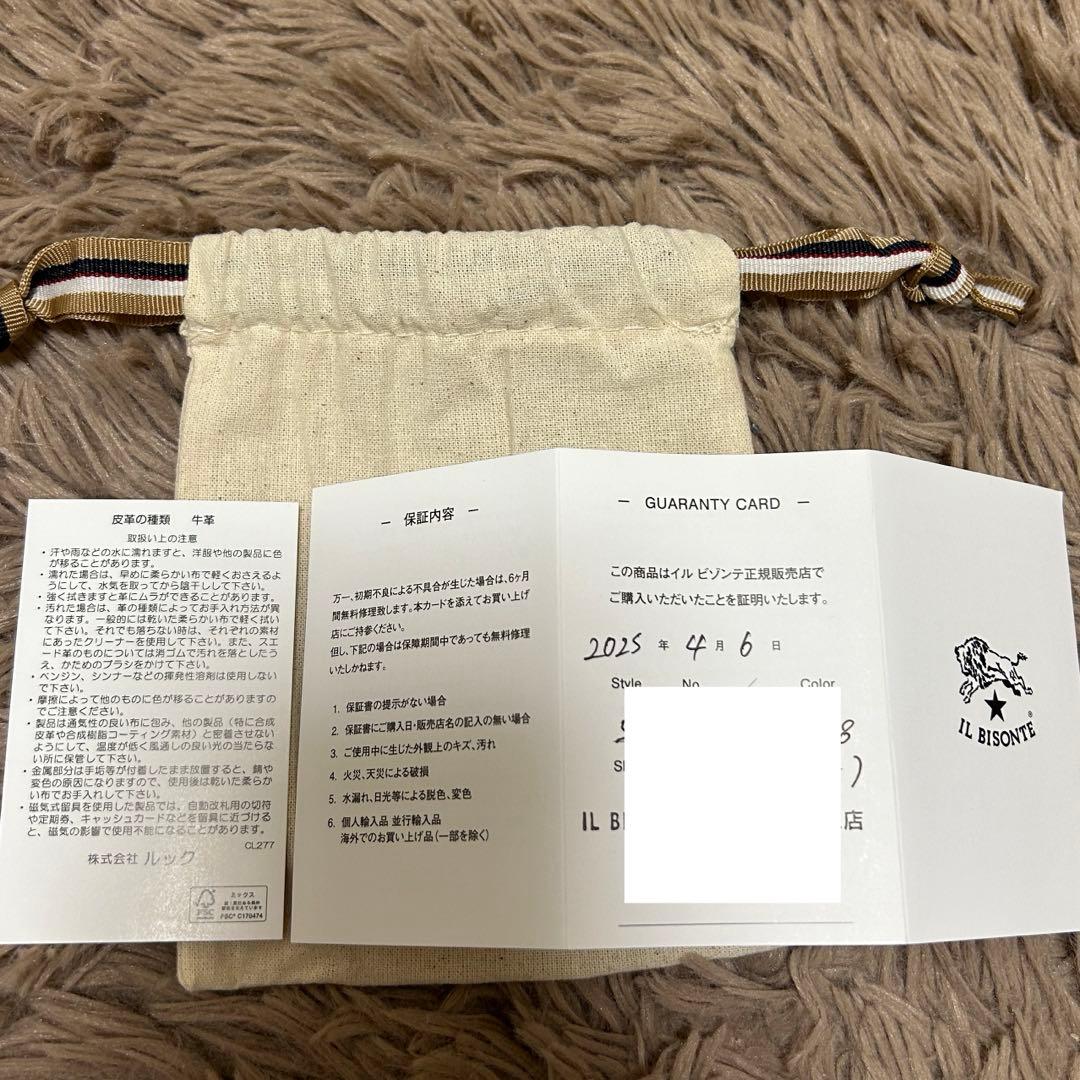 皮革の種類 牛革
取扱い上の注意
・汗や雨などの水に濡れますと、洋服や他の製品に色
が移ることがあります。
・濡れた場合は、早めに柔らかい布で軽くおさえるよ
うにして、水気を取ってから陰干しして下さい。
・強く拭きますと革にムラができることがあります。
・汚れた場合は、革の種類によってお手入れ方法が異
なります。一般的には乾いた柔らかい布で軽く拭い
て下さい。それでも落ちない時は、それぞれの素材
にあったクリーナーを使用して下さい。また、スエ
ード革のものについては消ゴムで汚れを落としたう
え、かためのブラシをかけて下さい。
・ベンジン、シンナーなどの揮発性溶剤は使用しない
で下さい。
・摩擦によって他のものに色が移ることがありますの
でご注意ください。
・製品は通気性の良い布に包み、他の製品（特に合成
皮革や合成樹脂コーティング素材）と密着させない
ようにして、温度が低く風通しの良い光の当たらな
い所に保管して下さい。
・金属部分は手垢等が付着したまま放置すると、錆や
変色の原因になりますので、使用後は乾いた柔らか
い布でお手入れして下さい。
・磁気式留具を使用した製品では、自動改札用の切符
や定期券、キャッシュカードなどを留具に近づける
と、磁気の影響で使用不能になることがあります。
CL277
株式会社 ルック
FSC
ミックス
FSC® C170474
― 保証内容 ―
万一、初期不良による不具合が生じた場合は、6ヶ月
間無料修理致します。本カードを添えてお買い上げ
店にご持参ください。
但し、下記の場合は保障期間中であっても無料修理
いたしかねます。
1. 保証書の提示がない場合
2. 保証書にご購入日・販売店名の記入の無い場合
3. ご使用中に生じた外観上のキズ、汚れ
4. 火災、天災による破損
5. 水漏れ、日光等による脱色、変色
6. 個人輸入品 並行輸入品
海外でのお買い上げ品（一部を除く）
― GUARANTY CARD ―
この商品はイル ビゾンテ正規販売店で
ご購入いただいたことを証明いたします。
2025 年 4 月 6 日
Style No. / Color
8
IL B 店
IL BISONTE®